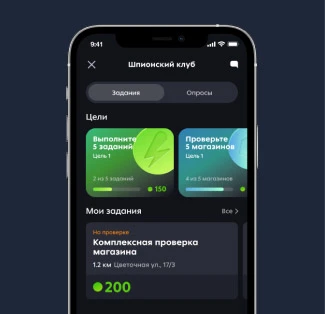 9:41
Шпионский клуб
Задания
Опросы
Цели
Выполните
5 заданий
Цель 1
2 из 5 заданий
150
Проверьте
5 магазинов
Цель 1
4 из 5 магазинов
Мои задания
Все >
На проверке
Комплексная проверка
магазина
1.2 км Цветочная ул., 17/3
200